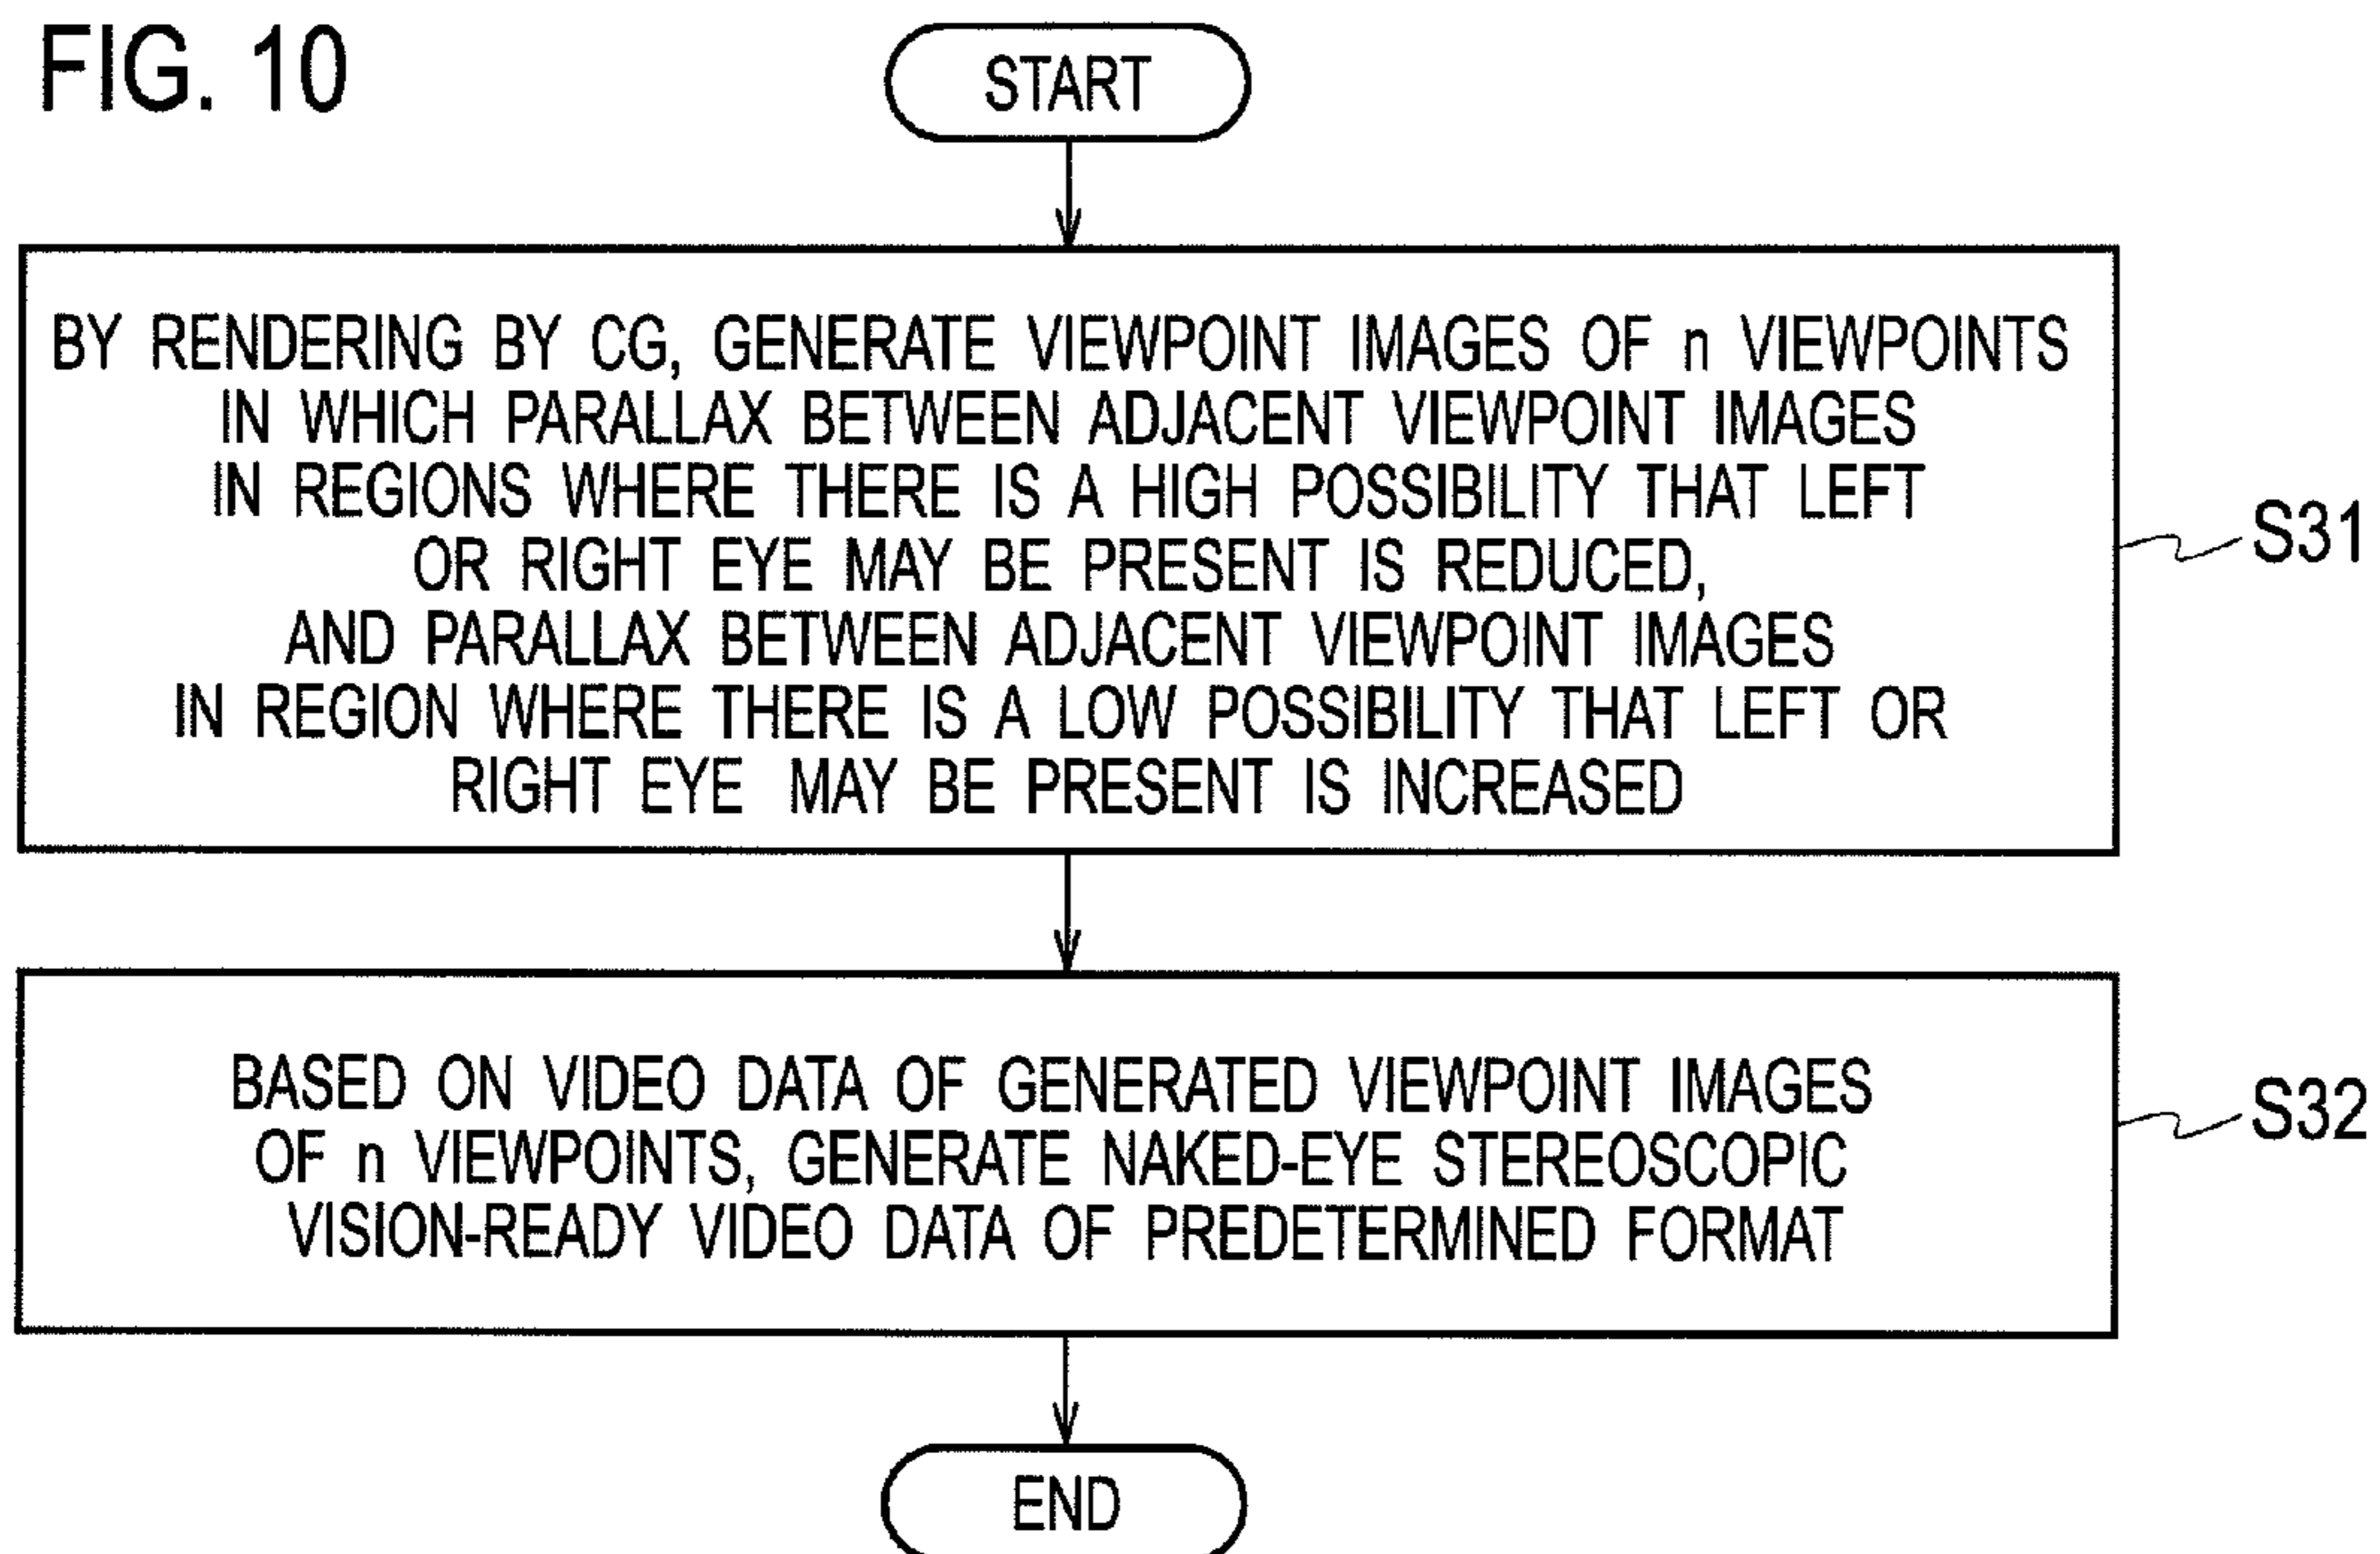 FIG. 10
START
BY RENDERING BY CG, GENERATE VIEWPOINT IMAGES OF n VIEWPOINTS
IN WHICH PARALLAX BETWEEN ADJACENT VIEWPOINT IMAGES
IN REGIONS WHERE THERE IS A HIGH POSSIBILITY THAT LEFT
OR RIGHT EYE MAY BE PRESENT IS REDUCED,
AND PARALLAX BETWEEN ADJACENT VIEWPOINT IMAGES
IN REGION WHERE THERE IS A LOW POSSIBILITY THAT LEFT OR
RIGHT EYE MAY BE PRESENT IS INCREASED
S31
BASED ON VIDEO DATA OF GENERATED VIEWPOINT IMAGES
OF n VIEWPOINTS, GENERATE NAKED-EYE STEREOSCOPIC
VISION-READY VIDEO DATA OF PREDETERMINED FORMAT
S32
END